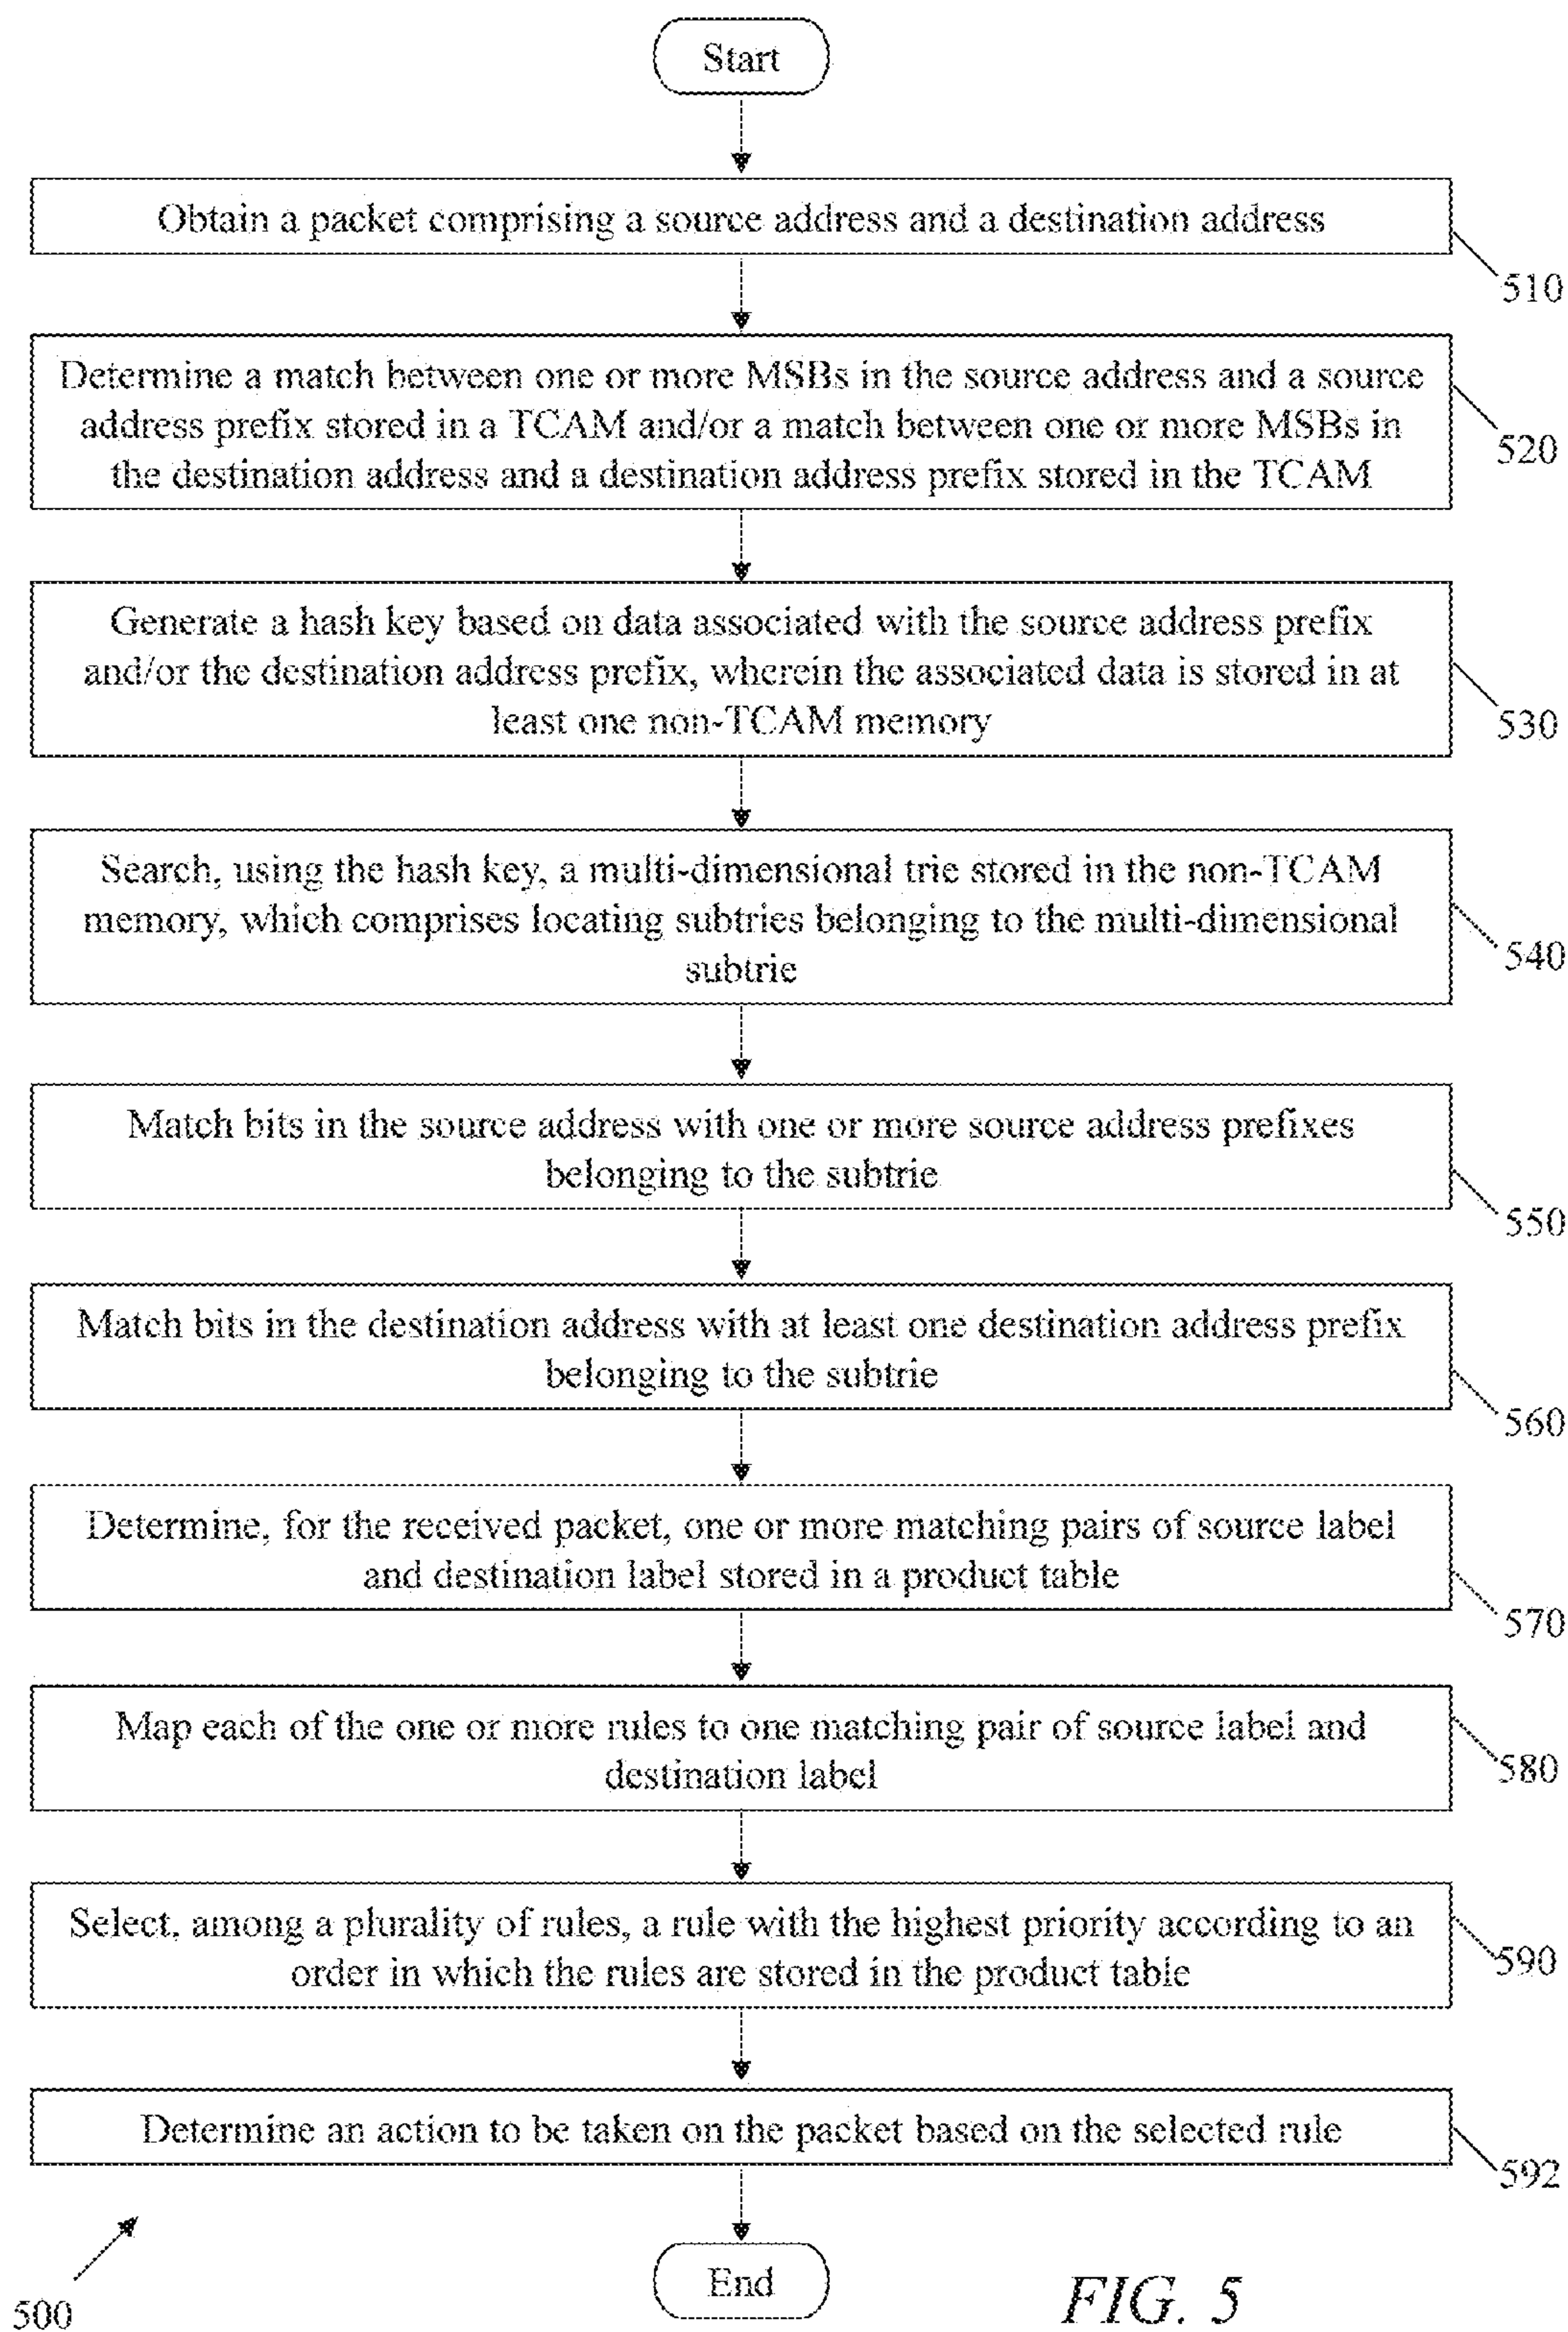 Start
Obtain a packet comprising a source address and a destination address
510
Determine a match between one or more MSBs in the source address and a source
address prefix stored in a TCAM and/or a match between one or more MSBs in
the destination address and a destination address prefix stored in the TCAM
520
Generate a hash key based on data associated with the source address prefix
and/or the destination address prefix, wherein the associated data is stored in at
least one non-TCAM memory
530
Search, using the hash key, a multi-dimensional trie stored in the non-TCAM
memory, which comprises locating subtries belonging to the multi-dimensional
subtrie
540
Match bits in the source address with one or more source address prefixes
belonging to the subtrie
550
Match bits in the destination address with at least one destination address prefix
belonging to the subtrie
560
Determine, for the received packet, one or more matching pairs of source label
and destination label stored in a product table
570
Map each of the one or more rules to one matching pair of source label and
destination label
580
Select, among a plurality of rules, a rule with the highest priority according to an
order in which the rules are stored in the product table
590
Determine an action to be taken on the packet based on the selected rule
592
End
500
FIG. 5